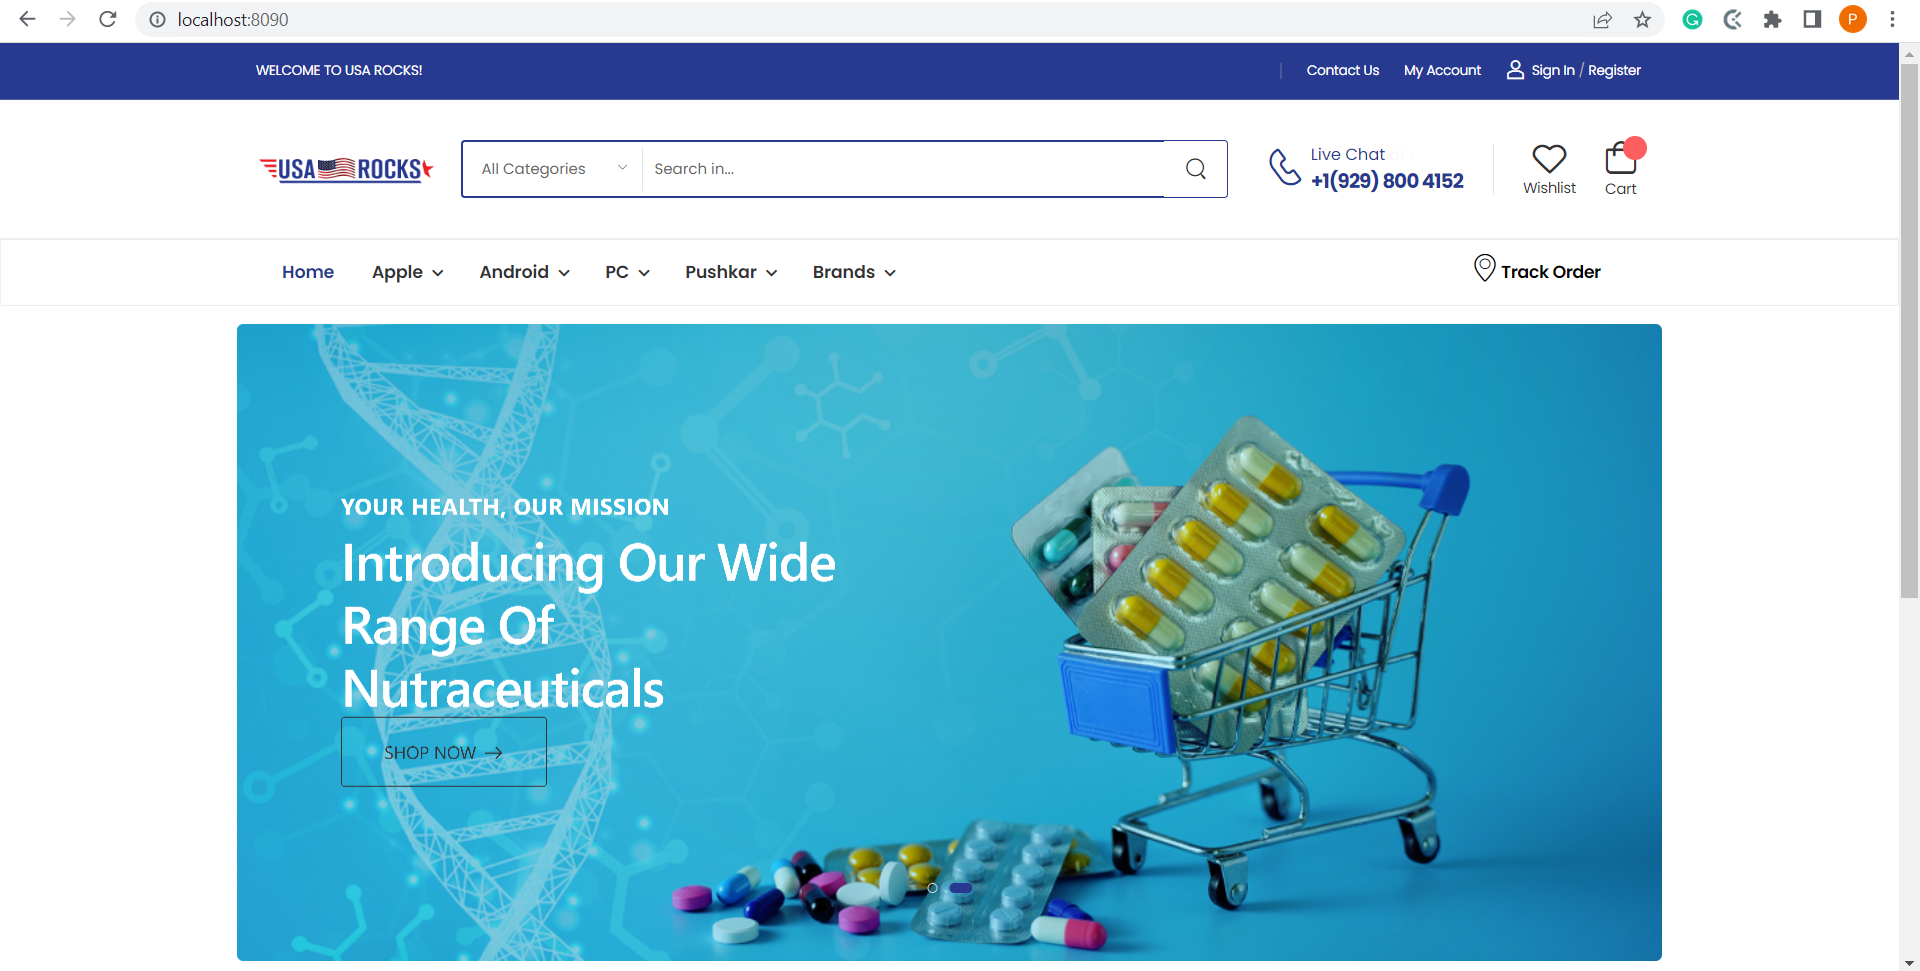 localhost:8090
P
WELCOME TO USA ROCKS!
Contact Us
My Account
Sign In / Register
USA ROCKS
All Categories
Search in...
Live Chat
+1(929) 800 4152
Wishlist
Cart
Home
Apple
Android
PC
Pushkar
Brands
Track Order
YOUR HEALTH, OUR MISSION
Introducing Our Wide
Range Of
Nutraceuticals
SHOP NOW